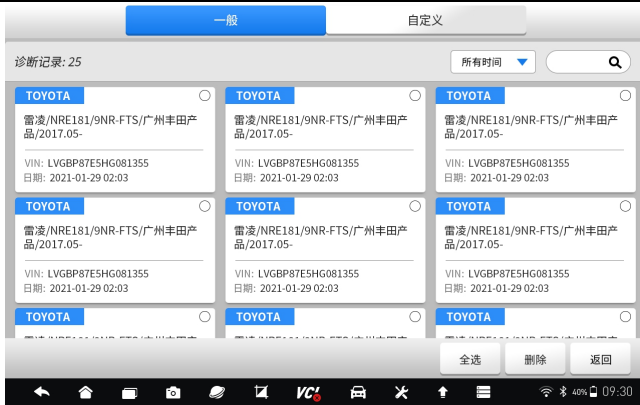 一般
自定义
诊断记录: 25
所有时间
TOYOTA
雷凌/NRE181/9NR-FTS/广州丰田产
品/2017.05-
VIN: LVGBP87E5HG081355
日期: 2021-01-29 02:03
TOYOTA
雷凌/NRE181/9NR-FTS/广州丰田产
品/2017.05-
VIN: LVGBP87E5HG081355
日期: 2021-01-29 02:03
TOYOTA
雷凌/NRE181/9NR-FTS/广州丰田产
品/2017.05-
VIN: LVGBP87E5HG081355
日期: 2021-01-29 02:03
TOYOTA
雷凌/NRE181/9NR-FTS/广州丰田产
品/2017.05-
VIN: LVGBP87E5HG081355
日期: 2021-01-29 02:03
TOYOTA
雷凌/NRE181/9NR-FTS/广州丰田产
品/2017.05-
VIN: LVGBP87E5HG081355
日期: 2021-01-29 02:03
TOYOTA
雷凌/NRE181/9NR-FTS/广州丰田产
品/2017.05-
VIN: LVGBP87E5HG081355
日期: 2021-01-29 02:03
TOYOTA
TOYOTA
TOYOTA
全选
删除
返回
VCI
40%
09:30